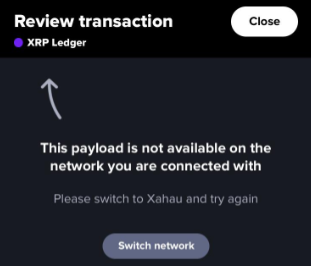 Review transaction
Close
XRP Ledger
This payload is not available on the
network you are connected with
Please switch to Xahau and try again
Switch network